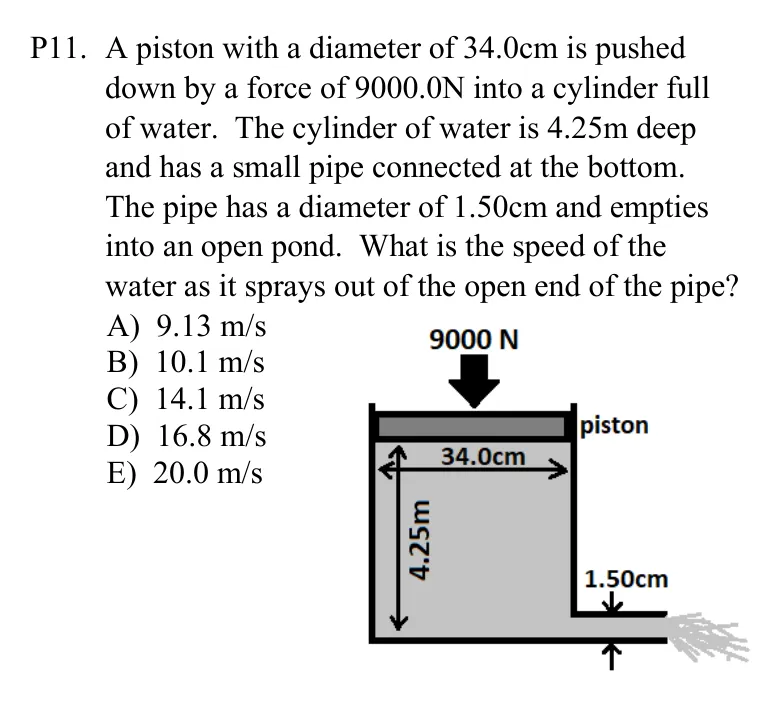 P11. A piston with a diameter of 34.0cm is pushed
down by a force of 9000.0N into a cylinder full
of water. The cylinder of water is 4.25m deep
and has a small pipe connected at the bottom.
The pipe has a diameter of 1.50cm and empties
into an open pond. What is the speed of the
water as it sprays out of the open end of the pipe?
A) 9.13 m/s
B) 10.1 m/s
C) 14.1 m/s
D) 16.8 m/s
E) 20.0 m/s
9000 N
piston
34.0cm
4.25m
1.50cm